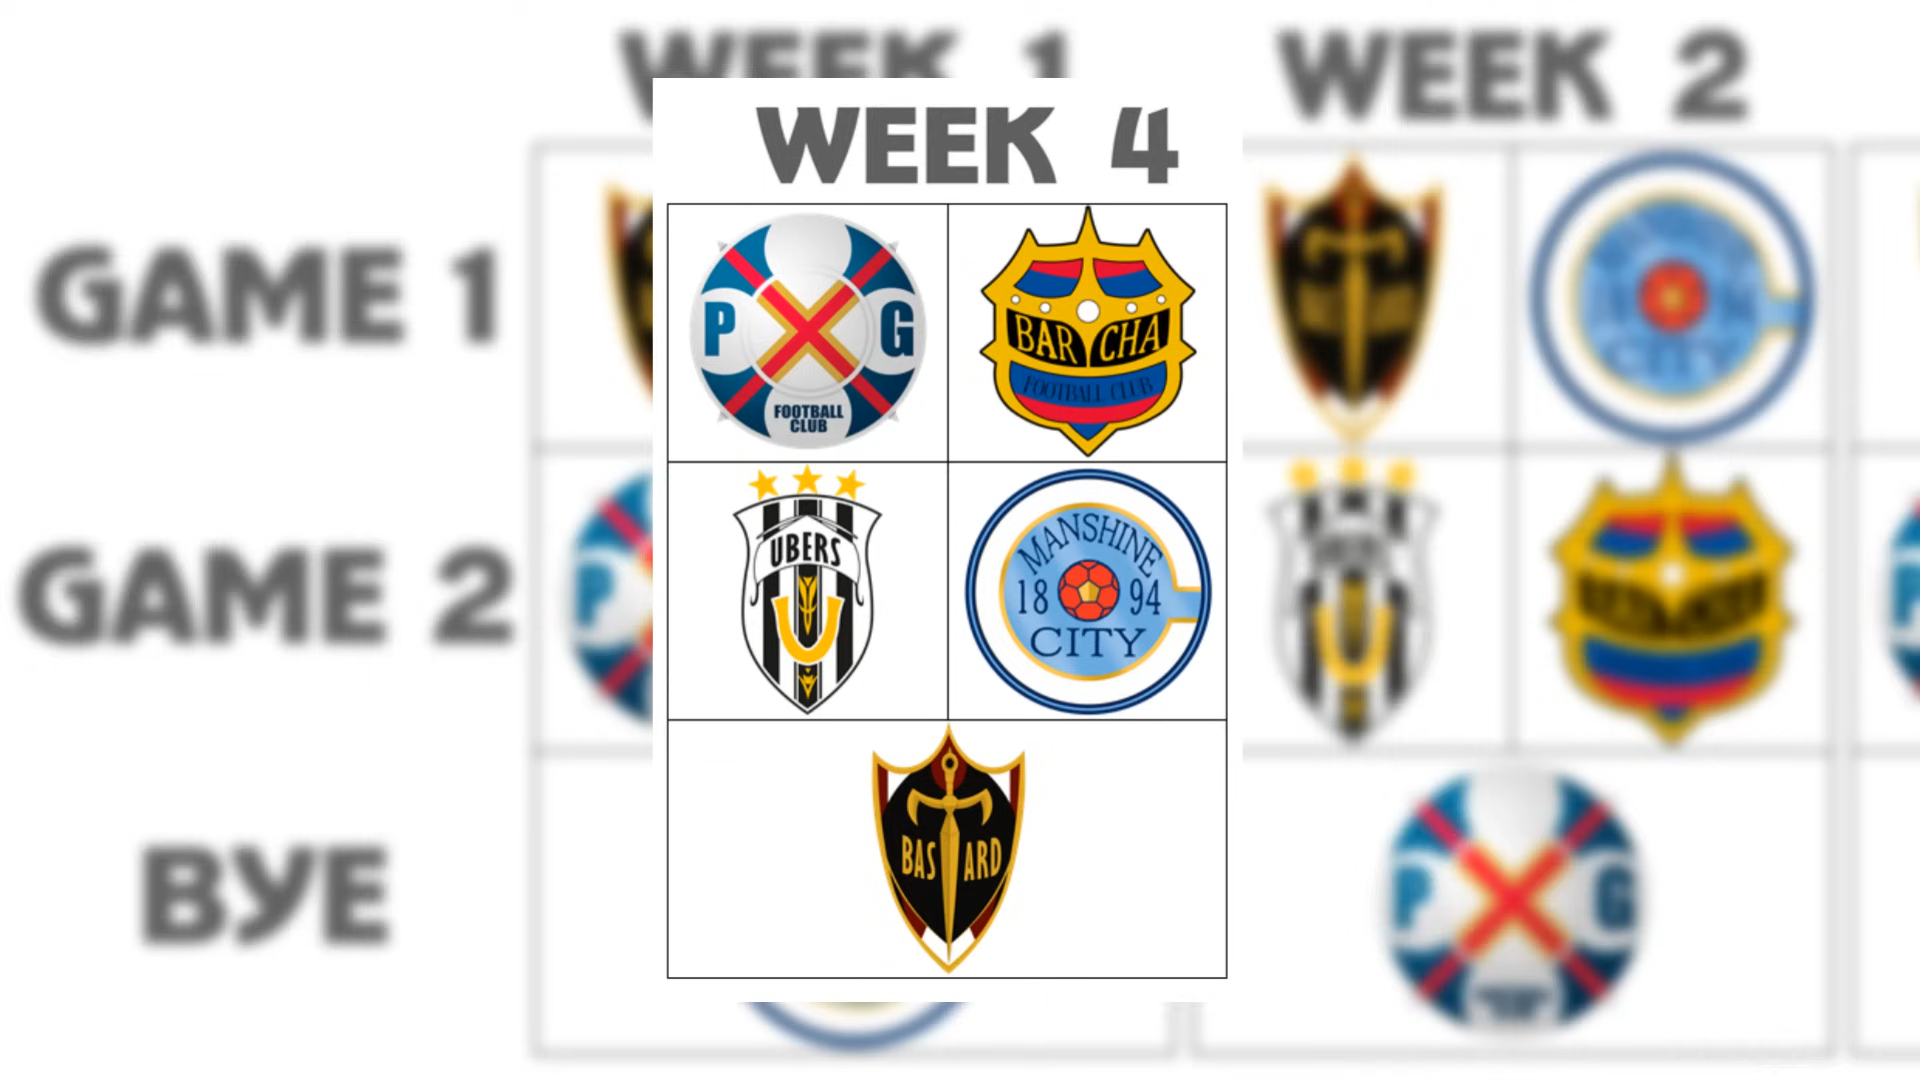 WEEK 1
WEEK 2
WEEK 4
GAME 1
P G
FOOTBALL
CLUB
BAR CHA
FOOTBALL CLUB
GAME 2
P
UBERS
U
MANSHINE
18 94
CITY
P
BYE
BAS ARD
P G